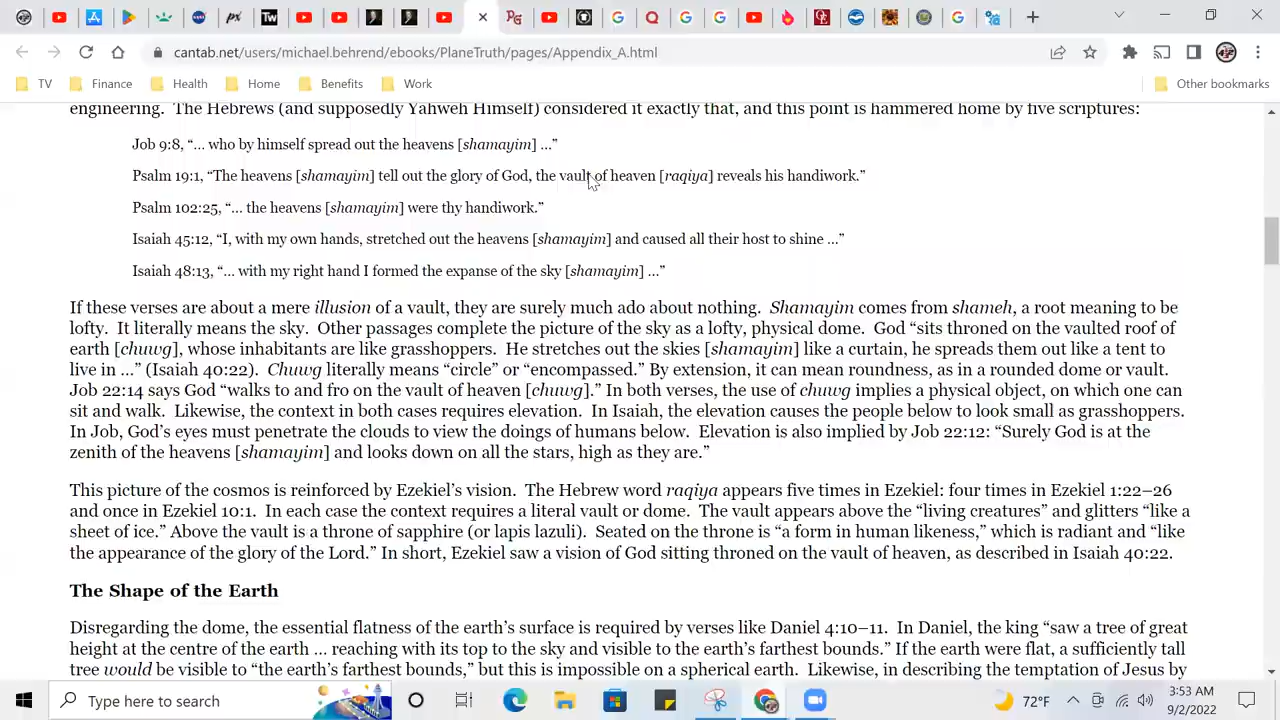 cantab.net/users/michael.behrend/ebooks/PlaneTruth/pages/Appendix_A.html
TV Finance Health Home Benefits Work Other bookmarks
engineering. The Hebrews (and supposedly Yahweh Himself) considered it exactly that, and this point is hammered home by five scriptures:
Job 9:8, “… who by himself spread out the heavens [shamayim] …”
Psalm 19:1, “The heavens [shamayim] tell out the glory of God, the vault of heaven [raqiya] reveals his handiwork.”
Psalm 102:25, “… the heavens [shamayim] were thy handiwork.”
Isaiah 45:12, “I, with my own hands, stretched out the heavens [shamayim] and caused all their host to shine …”
Isaiah 48:13, “… with my right hand I formed the expanse of the sky [shamayim] …”
If these verses are about a mere illusion of a vault, they are surely much ado about nothing. Shamayim comes from shameh, a root meaning to be
lofty. It literally means the sky. Other passages complete the picture of the sky as a lofty, physical dome. God “sits throned on the vaulted roof of
earth [chuwg], whose inhabitants are like grasshoppers. He stretches out the skies [shamayim] like a curtain, he spreads them out like a tent to
live in …” (Isaiah 40:22). Chuwg literally means “circle” or “encompassed.” By extension, it can mean roundness, as in a rounded dome or vault.
Job 22:14 says God “walks to and fro on the vault of heaven [chuwg].” In both verses, the use of chuwg implies a physical object, on which one can
sit and walk. Likewise, the context in both cases requires elevation. In Isaiah, the elevation causes the people below to look small as grasshoppers.
In Job, God’s eyes must penetrate the clouds to view the doings of humans below. Elevation is also implied by Job 22:12: “Surely God is at the
zenith of the heavens [shamayim] and looks down on all the stars, high as they are.”
This picture of the cosmos is reinforced by Ezekiel’s vision. The Hebrew word raqiya appears five times in Ezekiel: four times in Ezekiel 1:22–26
and once in Ezekiel 10:1. In each case the context requires a literal vault or dome. The vault appears above the “living creatures” and glitters “like a
sheet of ice.” Above the vault is a throne of sapphire (or lapis lazuli). Seated on the throne is “a form in human likeness,” which is radiant and “like
the appearance of the glory of the Lord.” In short, Ezekiel saw a vision of God sitting throned on the vault of heaven, as described in Isaiah 40:22.
The Shape of the Earth
Disregarding the dome, the essential flatness of the earth’s surface is required by verses like Daniel 4:10–11. In Daniel, the king “saw a tree of great
height at the centre of the earth … reaching with its top to the sky and visible to the earth’s farthest bounds.” If the earth were flat, a sufficiently tall
tree would be visible to “the earth’s farthest bounds,” but this is impossible on a spherical earth. Likewise, in describing the temptation of Jesus by
Type here to search
72°F
3:53 AM
9/2/2022